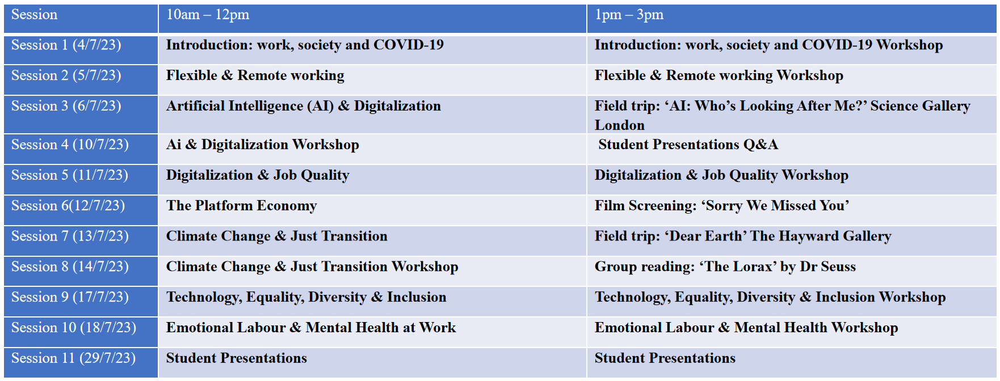 Session 10am – 12pm 1pm – 3pm
Session 1 (4/7/23) Introduction: work, society and COVID-19 Introduction: work, society and COVID-19 Workshop
Session 2 (5/7/23) Flexible & Remote working Flexible & Remote working Workshop
Session 3 (6/7/23) Artificial Intelligence (AI) & Digitalization Field trip: ‘AI: Who’s Looking After Me?’ Science Gallery
London
Session 4 (10/7/23) Ai & Digitalization Workshop Student Presentations Q&A
Session 5 (11/7/23) Digitalization & Job Quality Digitalization & Job Quality Workshop
Session 6(12/7/23) The Platform Economy Film Screening: ‘Sorry We Missed You’
Session 7 (13/7/23) Climate Change & Just Transition Field trip: ‘Dear Earth’ The Hayward Gallery
Session 8 (14/7/23) Climate Change & Just Transition Workshop Group reading: ‘The Lorax’ by Dr Seuss
Session 9 (17/7/23) Technology, Equality, Diversity & Inclusion Technology, Equality, Diversity & Inclusion Workshop
Session 10 (18/7/23) Emotional Labour & Mental Health at Work Emotional Labour & Mental Health Workshop
Session 11 (29/7/23) Student Presentations Student Presentations